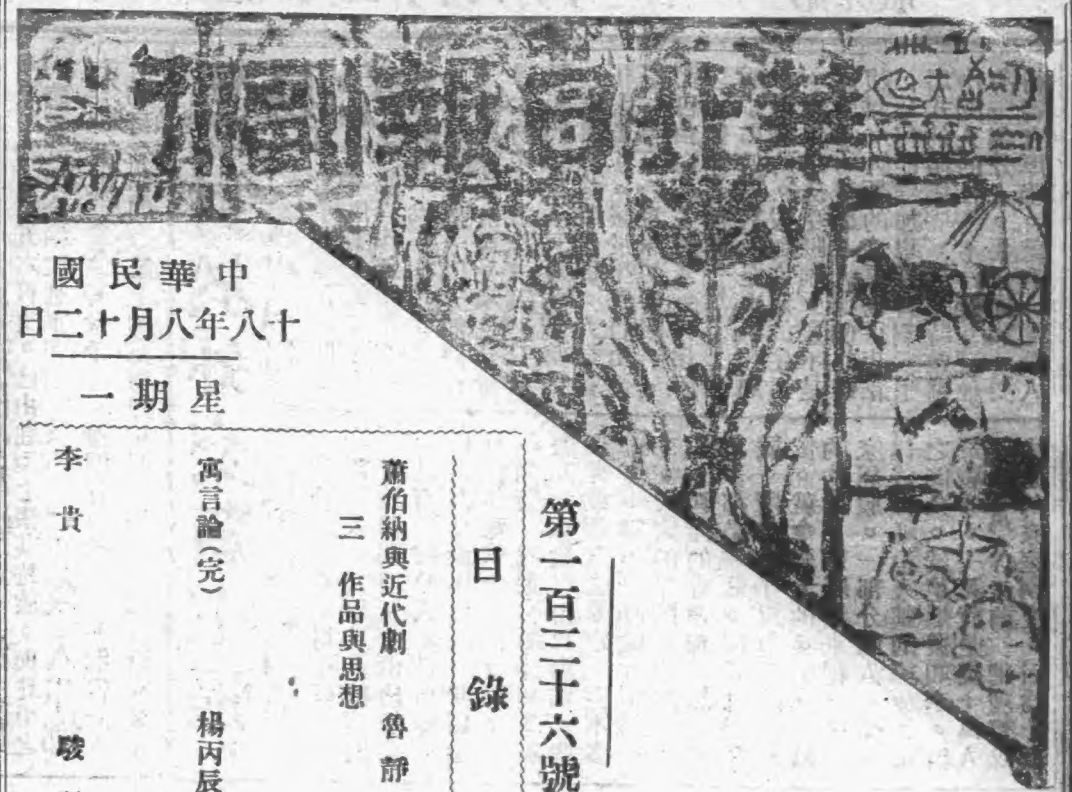 華北日報副刊
中華民國
十八年八月十二日
星期一
第一百三十六號
目錄
蕭伯納與近代劇 魯靜
三 作品與思想
寓言論(完) 楊丙辰
李貴 駿